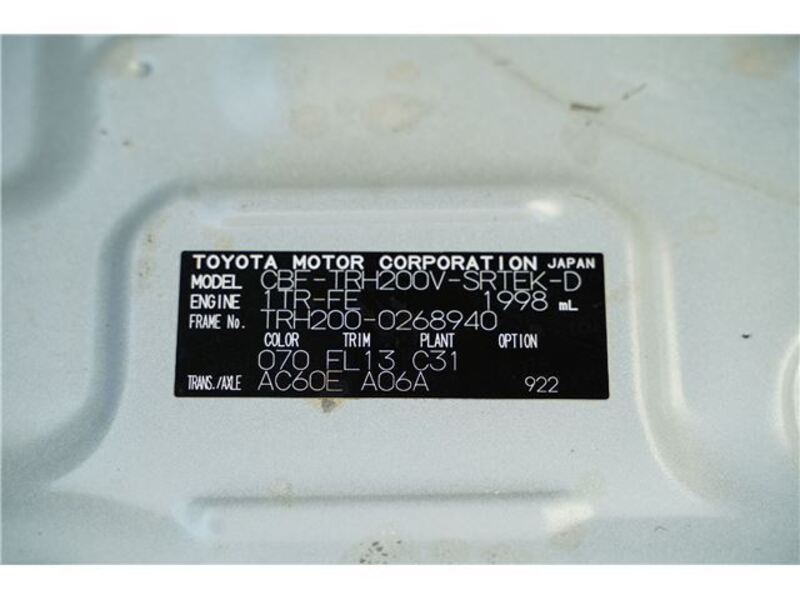 TOYOTA MOTOR CORPORATION JAPAN
MODEL CBF-TRH200V-SRTEK-D
ENGINE 1TR-FE 1998 mL
FRAME No. TRH200-0268940
COLOR TRIM PLANT OPTION
070 FL13 C31
TRANS./AXLE AC60E A06A 922